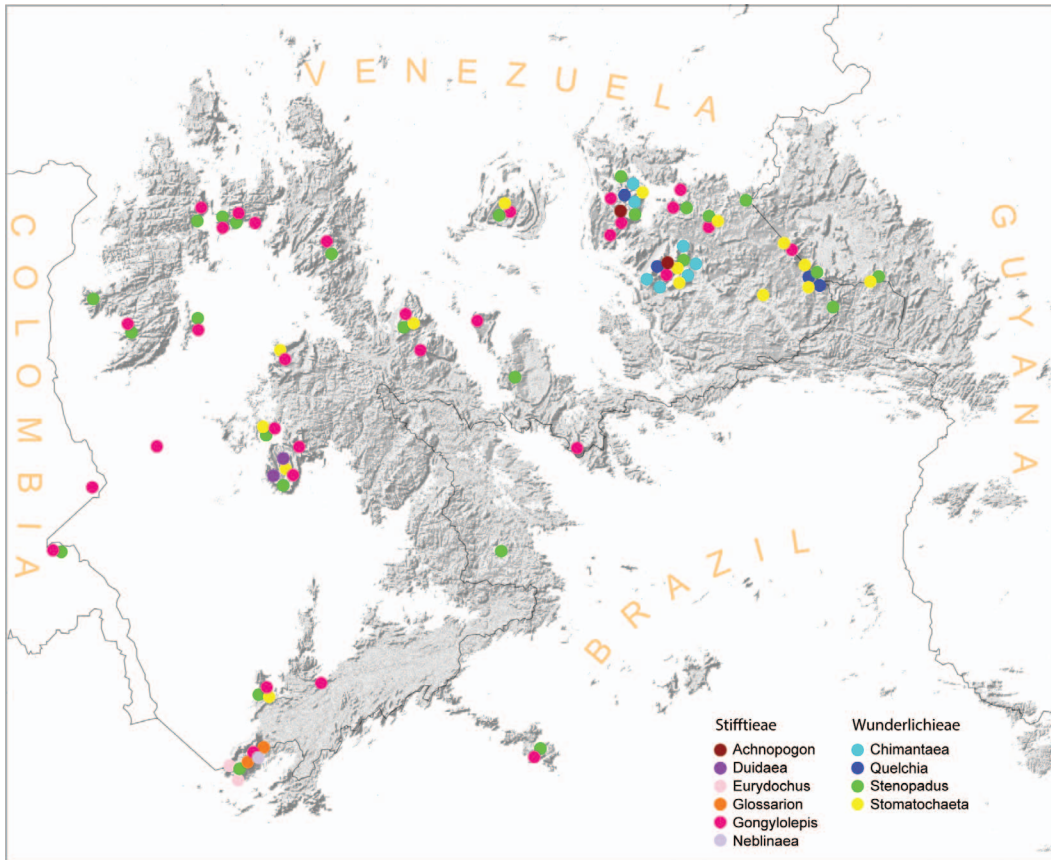 VENEZUELA
COLOMBIA
GUYANA
BRAZIL
Stifftieae
Achnopogon
Duidaea
Eurydochus
Glossarion
Gongylolepis
Neblinaea
Wunderlichieae
Chimantaea
Quelchia
Stenopadus
Stomatochaeta